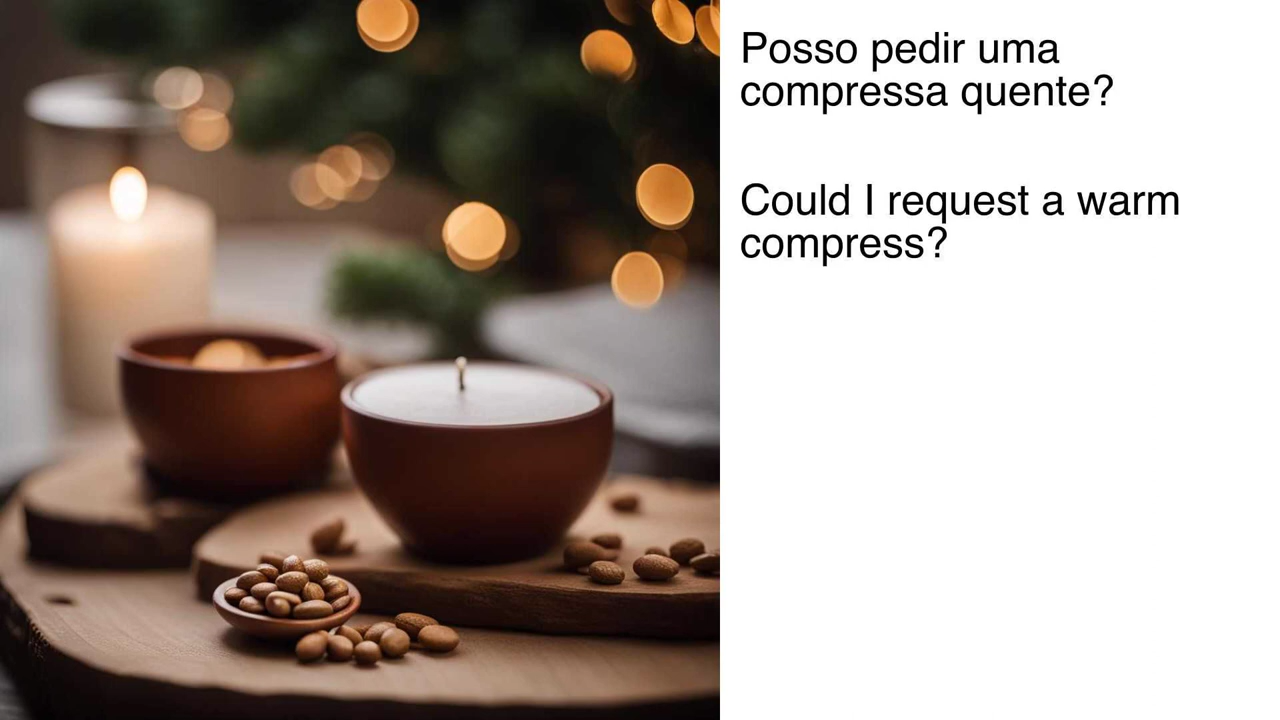 Posso pedir uma
compressa quente?
Could I request a warm
compress?